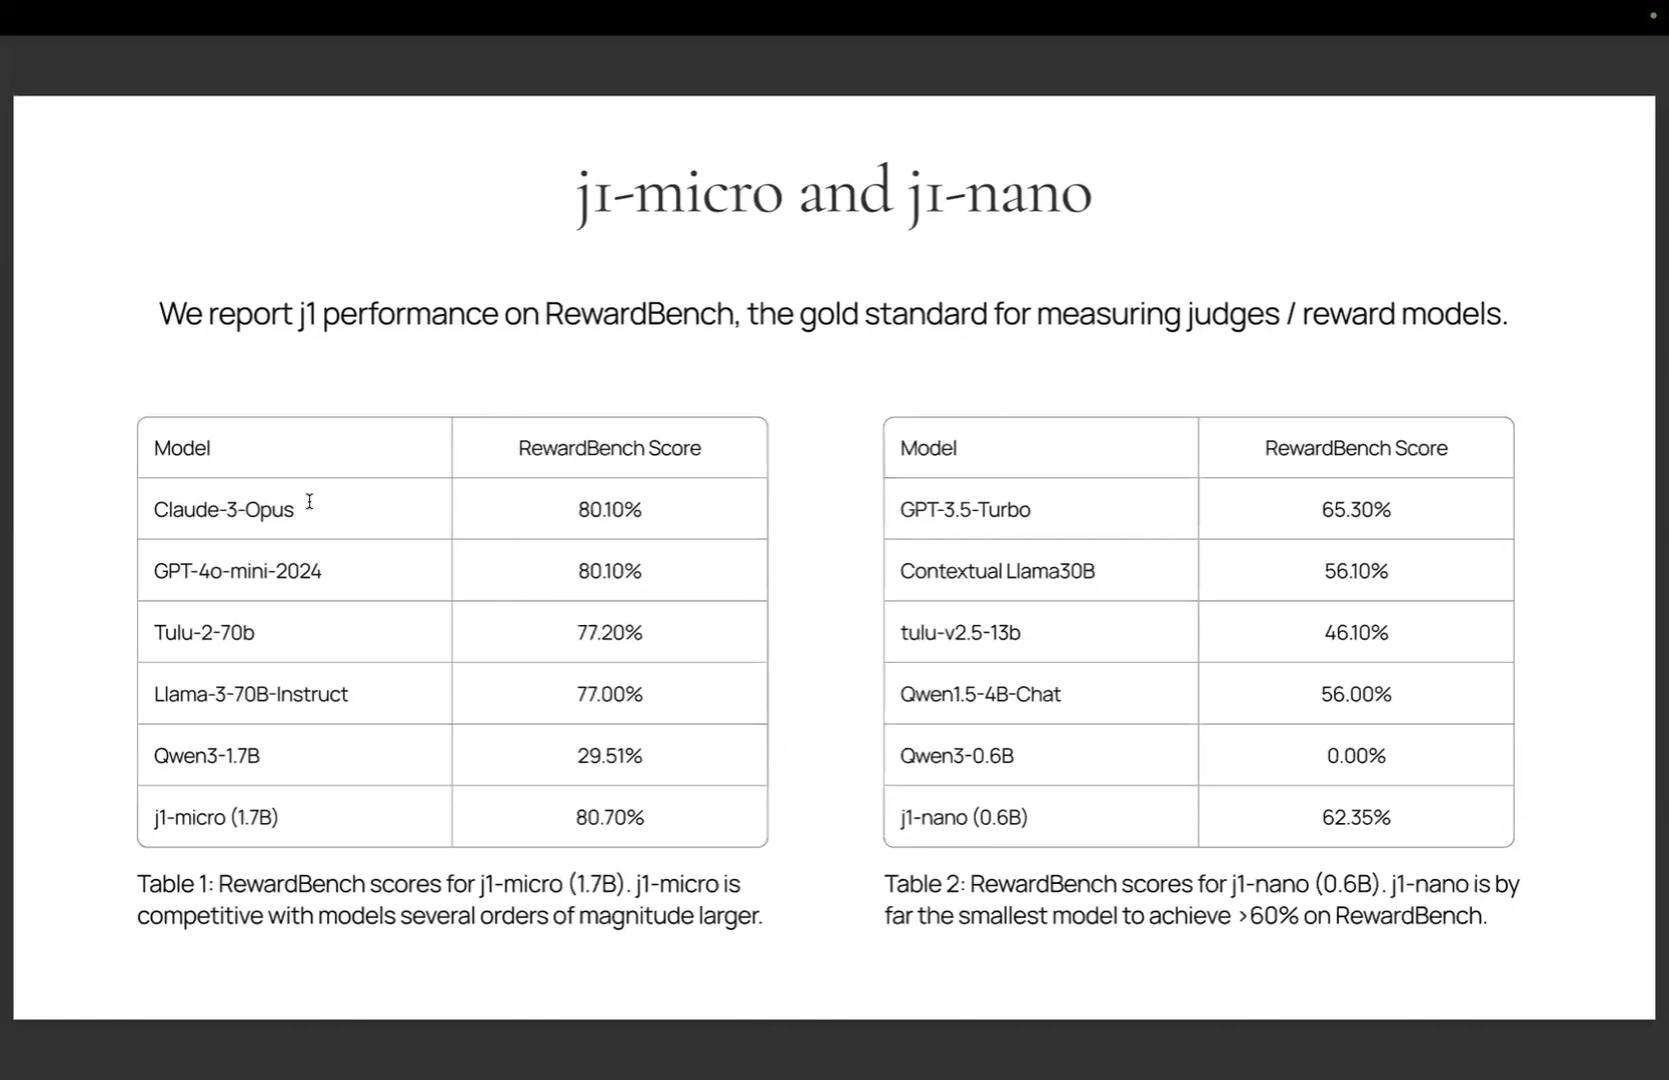 j1-micro and j1-nano
We report j1 performance on RewardBench, the gold standard for measuring judges / reward models.
Model RewardBench Score
Claude-3-Opus 80.10%
GPT-4o-mini-2024 80.10%
Tulu-2-70b 77.20%
Llama-3-70B-Instruct 77.00%
Qwen3-1.7B 29.51%
j1-micro (1.7B) 80.70%
Table 1: RewardBench scores for j1-micro (1.7B). j1-micro is
competitive with models several orders of magnitude larger.
Model RewardBench Score
GPT-3.5-Turbo 65.30%
Contextual Llama30B 56.10%
tulu-v2.5-13b 46.10%
Qwen1.5-4B-Chat 56.00%
Qwen3-0.6B 0.00%
j1-nano (0.6B) 62.35%
Table 2: RewardBench scores for j1-nano (0.6B). j1-nano is by
far the smallest model to achieve >60% on RewardBench.